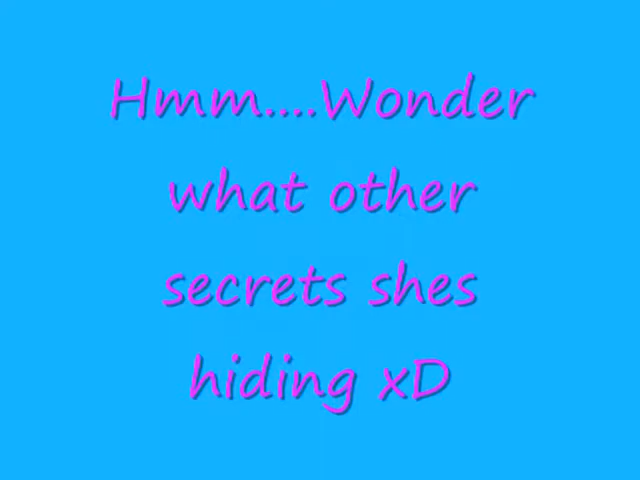 Hmm....Wonder
what other
secrets shes
hiding xD